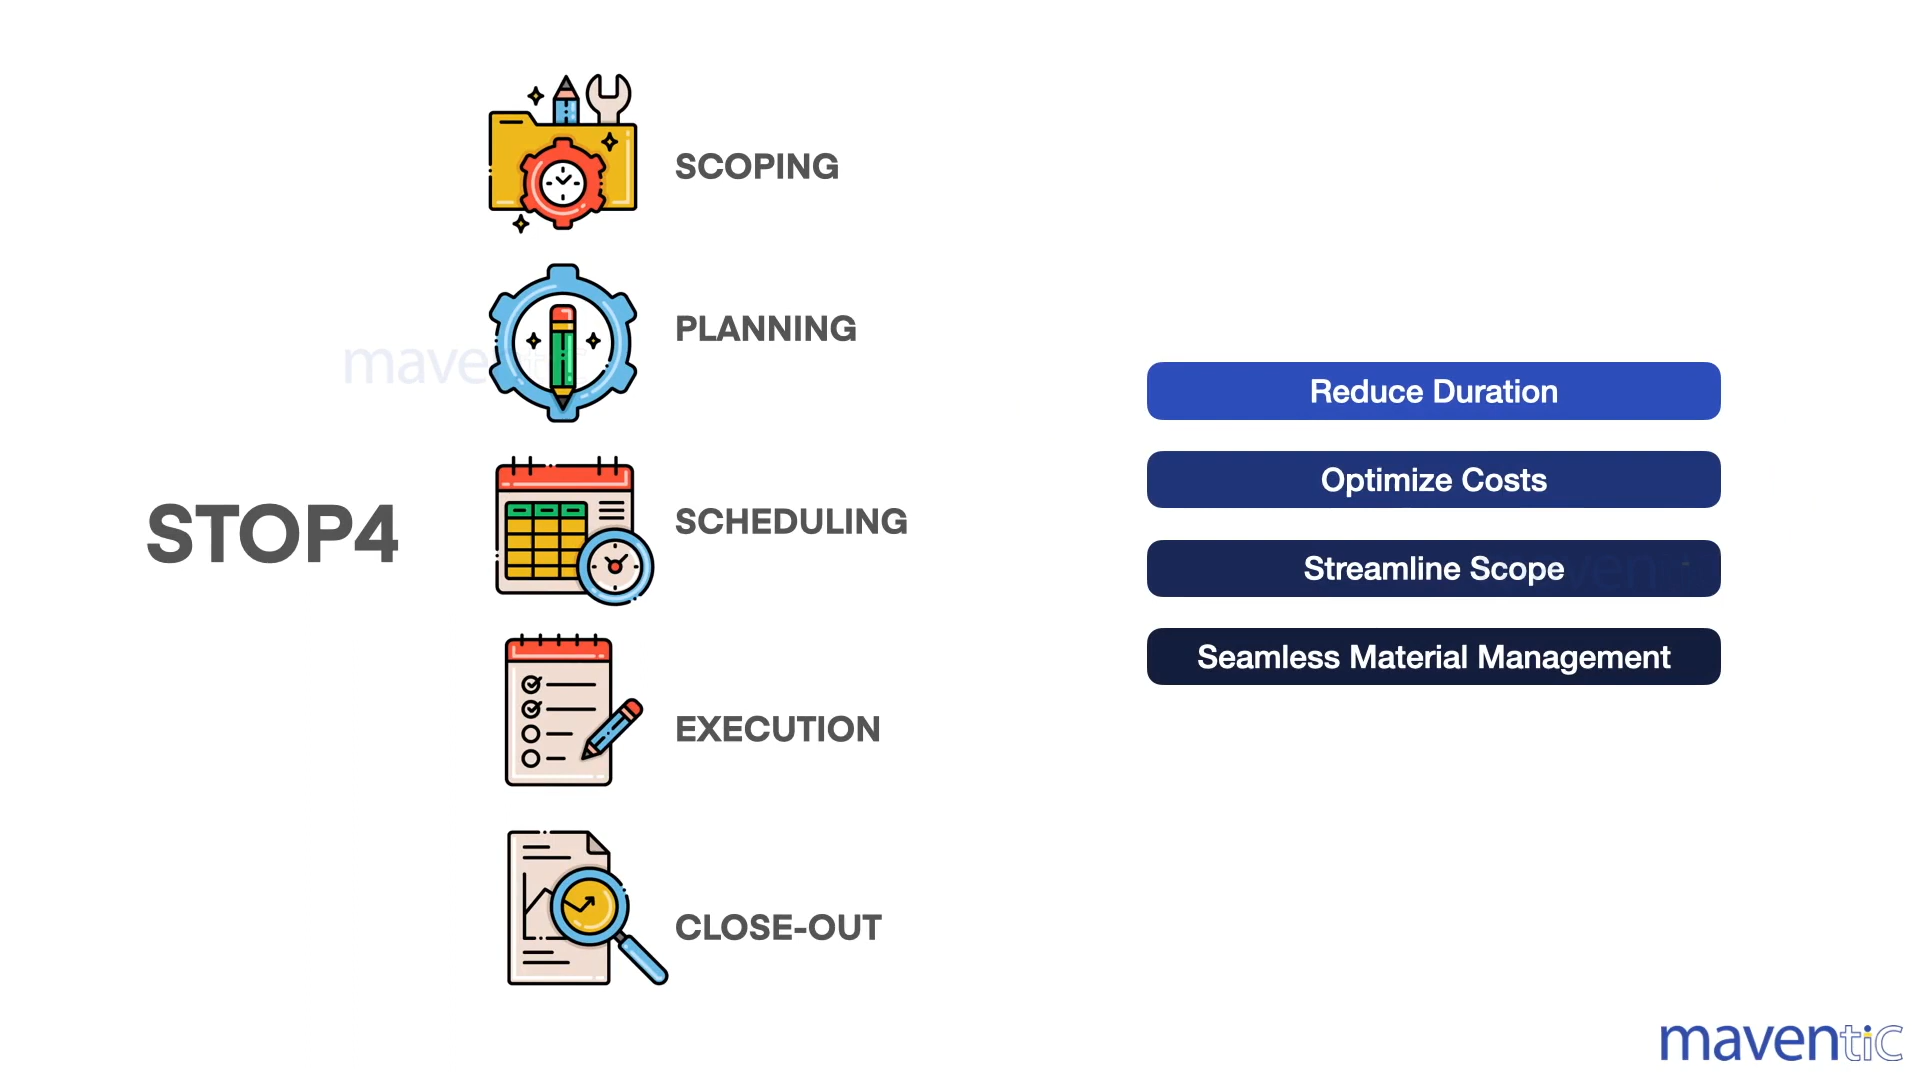 STOP4
SCOPING
PLANNING
SCHEDULING
EXECUTION
CLOSE-OUT
Reduce Duration
Optimize Costs
Streamline Scope
Seamless Material Management
maventic